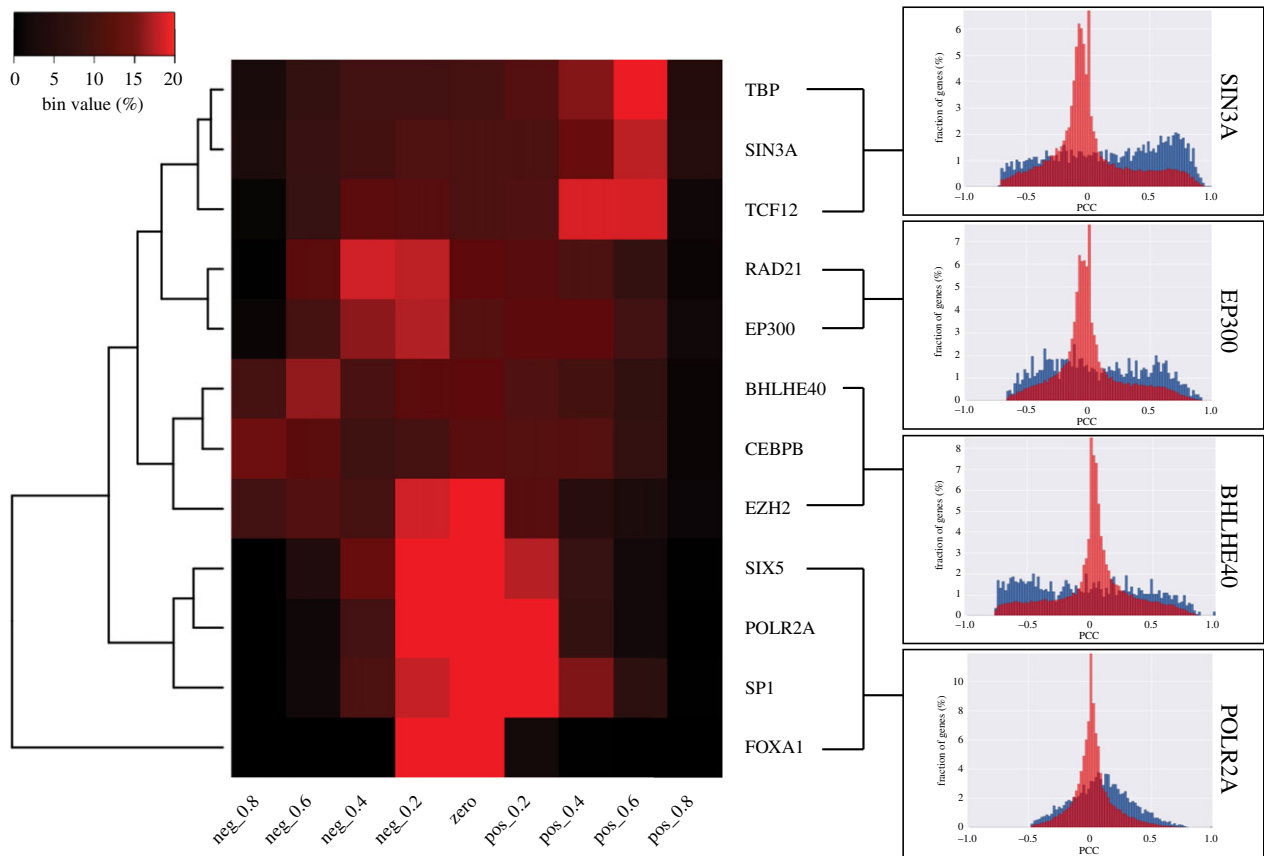 0 5 10 15 20
bin value (%)
TBP
SIN3A
TCF12
RAD21
EP300
BHLHE40
CEBPB
EZH2
SIX5
POLR2A
SP1
FOXA1
neg_0.8 neg_0.6 neg_0.4 neg_0.2 zero pos_0.2 pos_0.4 pos_0.6 pos_0.8
fraction of genes (%)
6
5
4
3
2
1
0
–1.0 –0.5 0 0.5 1.0
PCC
SIN3A
fraction of genes (%)
7
6
5
4
3
2
1
0
–1.0 –0.5 0 0.5 1.0
PCC
EP300
fraction of genes (%)
8
7
6
5
4
3
2
1
0
–1.0 –0.5 0 0.5 1.0
PCC
BHLHE40
fraction of genes (%)
10
8
6
4
2
0
–1.0 –0.5 0 0.5 1.0
PCC
POLR2A